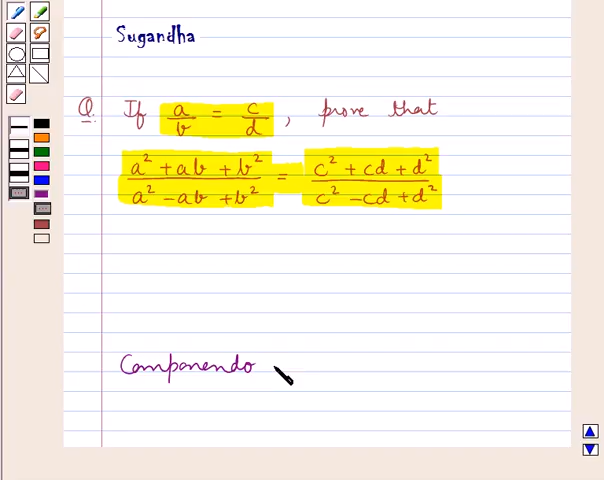 Sugandha
Q. If a/b = c/d, prove that
(a² + ab + b²)/(a² − ab + b²) = (c² + cd + d²)/(c² − cd + d²)
Componendo